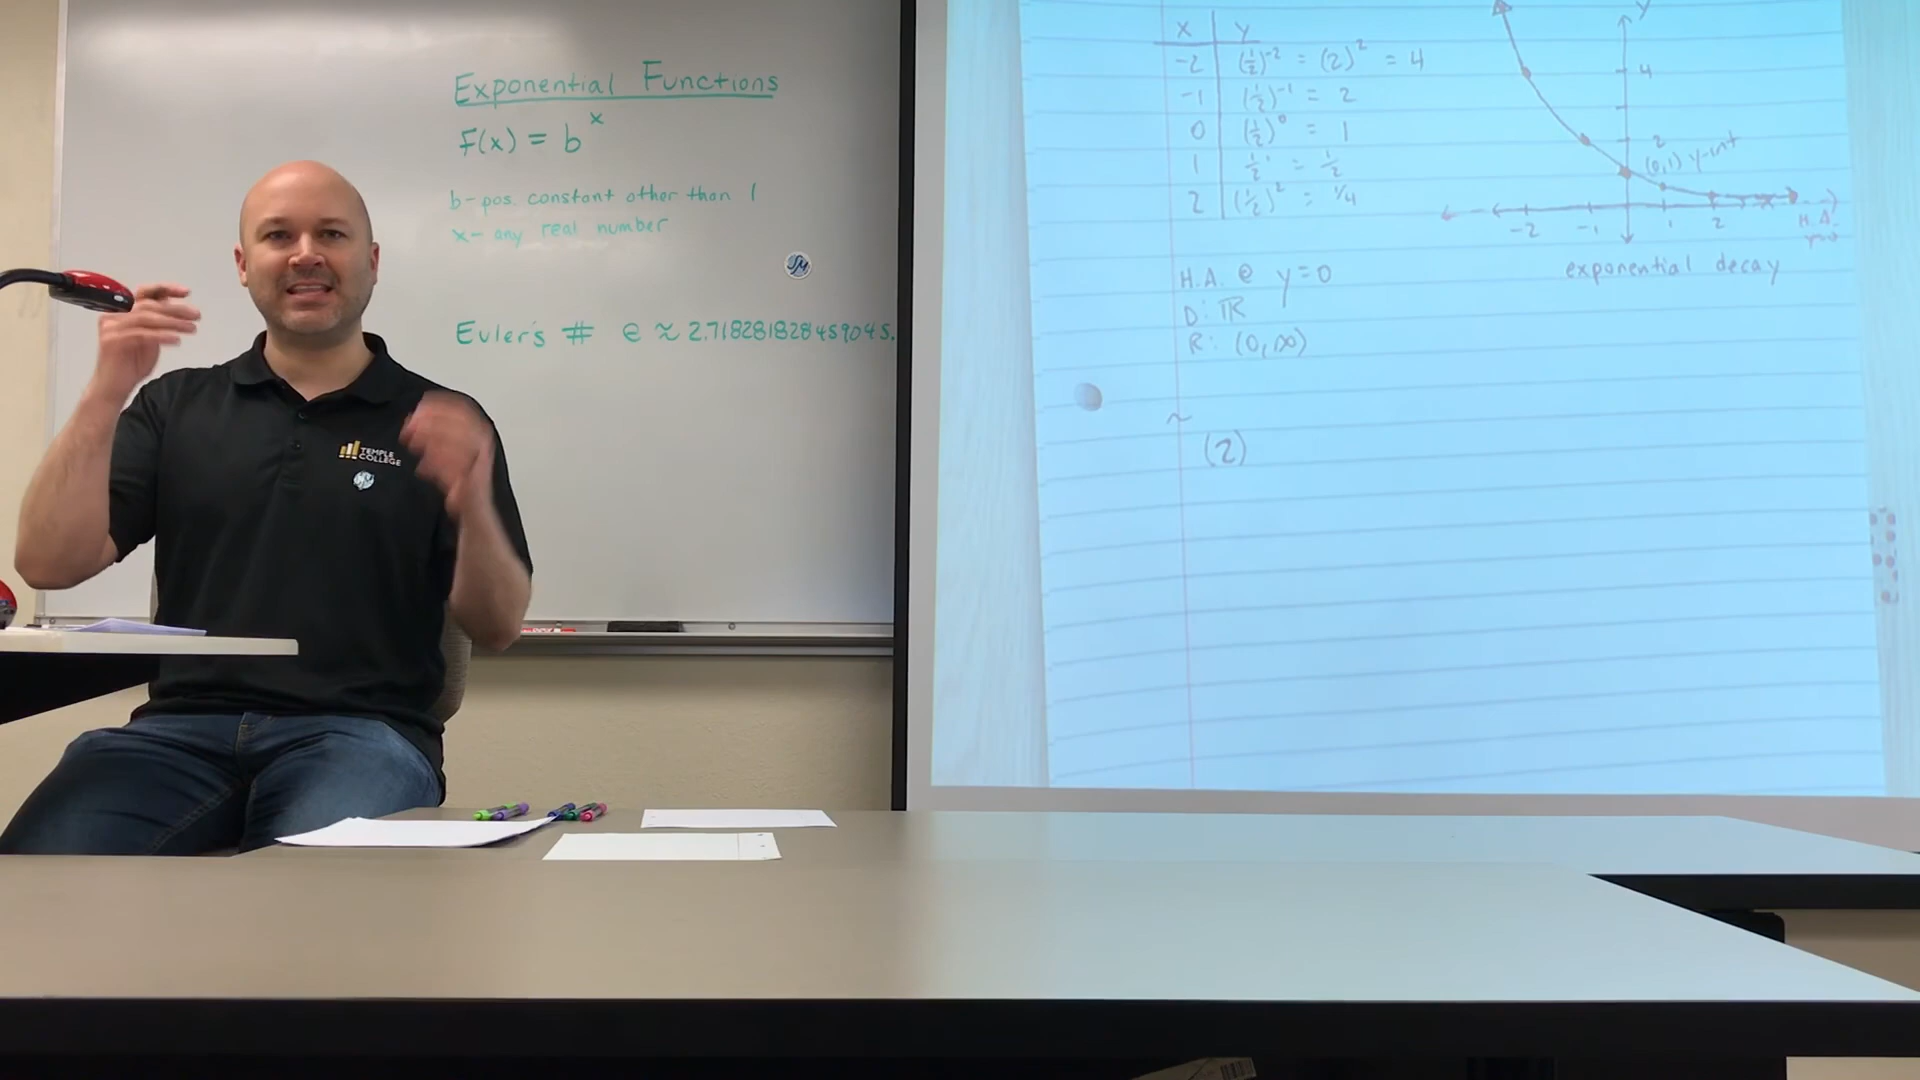 Exponential Functions
F(x) = b^x
b - pos. constant other than 1
x - any real number
Euler's # e ≈ 2.718281828459045.
TEMPLE
COLLEGE
x | y
-2 | (1/2)^-2 = (2)^2 = 4
-1 | (1/2)^-1 = 2
0 | (1/2)^0 = 1
1 | 1/2^1 = 1/2
2 | (1/2)^2 = 1/4
y
4
2
(0,1) y-int
-2 -1 1 2
H.A.
exponential decay
H.A. @ y=0
D: ℝ
R: (0,∞)
~
(2)